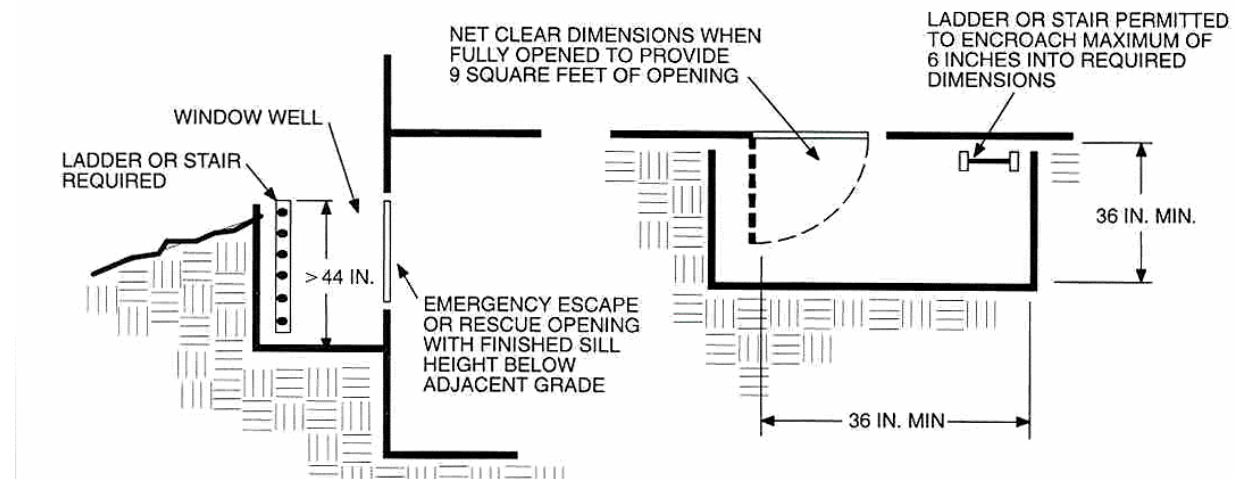 NET CLEAR DIMENSIONS WHEN
FULLY OPENED TO PROVIDE
9 SQUARE FEET OF OPENING
LADDER OR STAIR PERMITTED
TO ENCROACH MAXIMUM OF
6 INCHES INTO REQUIRED
DIMENSIONS
WINDOW WELL
LADDER OR STAIR
REQUIRED
> 44 IN.
EMERGENCY ESCAPE
OR RESCUE OPENING
WITH FINISHED SILL
HEIGHT BELOW
ADJACENT GRADE
36 IN. MIN.
36 IN. MIN